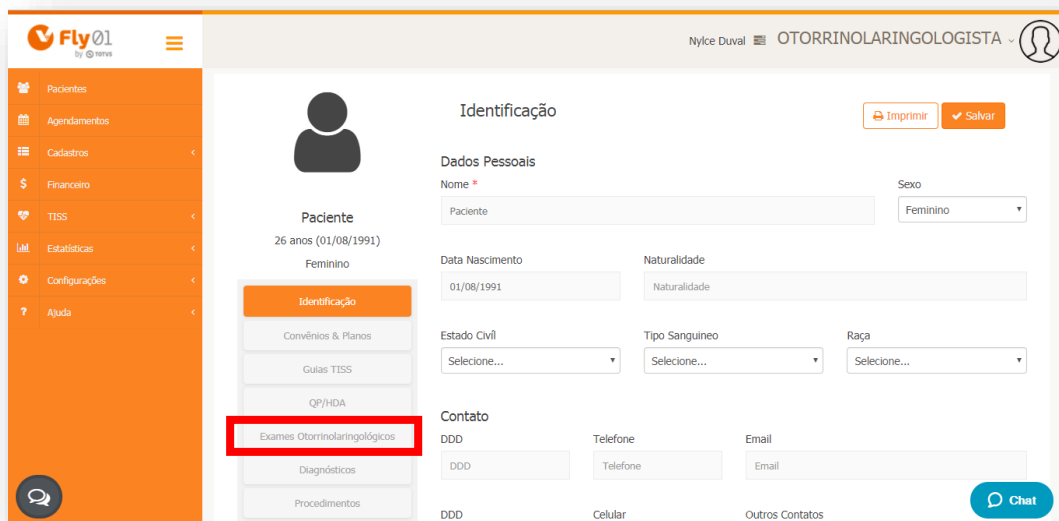 Fly01
by TOTVS
Nylce Duval
OTORRINOLARINGOLOGISTA
Pacientes
Agendamentos
Cadastros
Financeiro
TISS
Estatísticas
Configurações
Ajuda
Paciente
26 anos (01/08/1991)
Feminino
Identificação
Convênios & Planos
Guias TISS
QP/HDA
Exames Otorrinolaringológicos
Diagnósticos
Procedimentos
Identificação
Imprimir
Salvar
Dados Pessoais
Nome *
Sexo
Paciente
Feminino
Data Nascimento
Naturalidade
01/08/1991
Naturalidade
Estado Civíl
Tipo Sanguineo
Raça
Selecione...
Selecione...
Selecione...
Contato
DDD
Telefone
Email
DDD
Telefone
Email
DDD
Celular
Outros Contatos
Chat